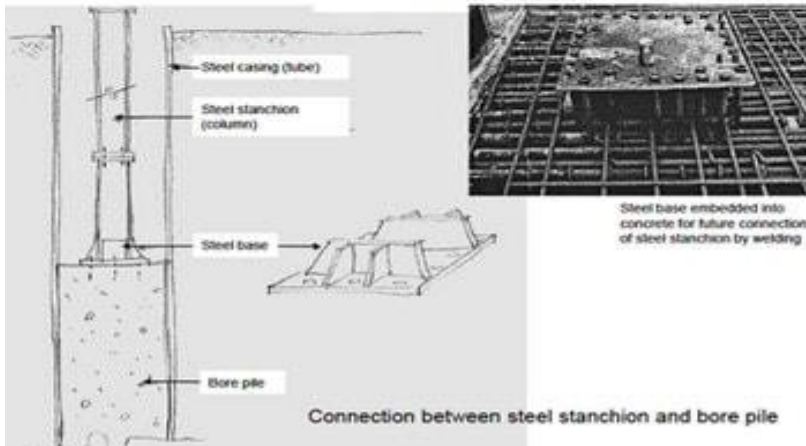 Steel casing (tube)
Steel stanchion
(column)
Steel base
Bore pile
Steel base embedded into
concrete for future connection
of steel stanchion by welding
Connection between steel stanchion and bore pile